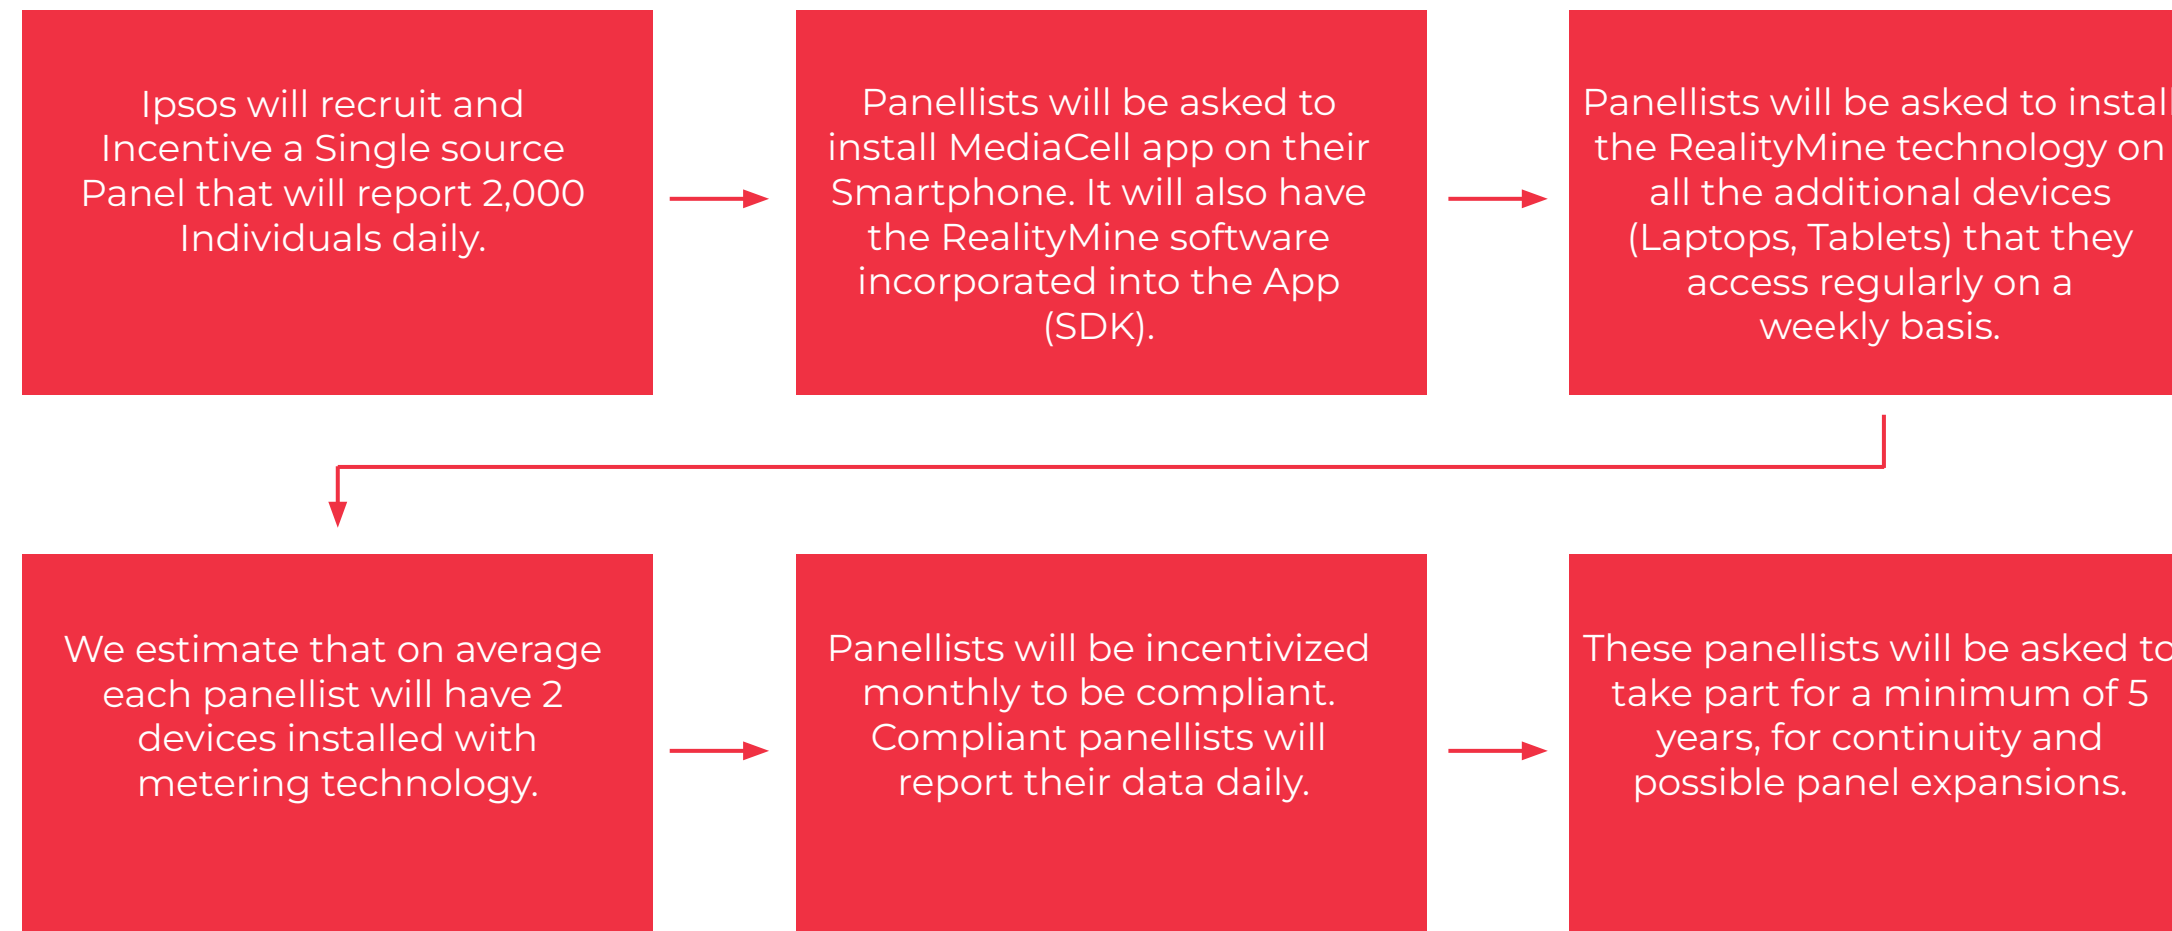 Ipsos will recruit and
Incentive a Single source
Panel that will report 2,000
Individuals daily.
Panellists will be asked to
install MediaCell app on their
Smartphone. It will also have
the RealityMine software
incorporated into the App
(SDK).
Panellists will be asked to install
the RealityMine technology on
all the additional devices
(Laptops, Tablets) that they
access regularly on a
weekly basis.
We estimate that on average
each panellist will have 2
devices installed with
metering technology.
Panellists will be incentivized
monthly to be compliant.
Compliant panellists will
report their data daily.
These panellists will be asked to
take part for a minimum of 5
years, for continuity and
possible panel expansions.